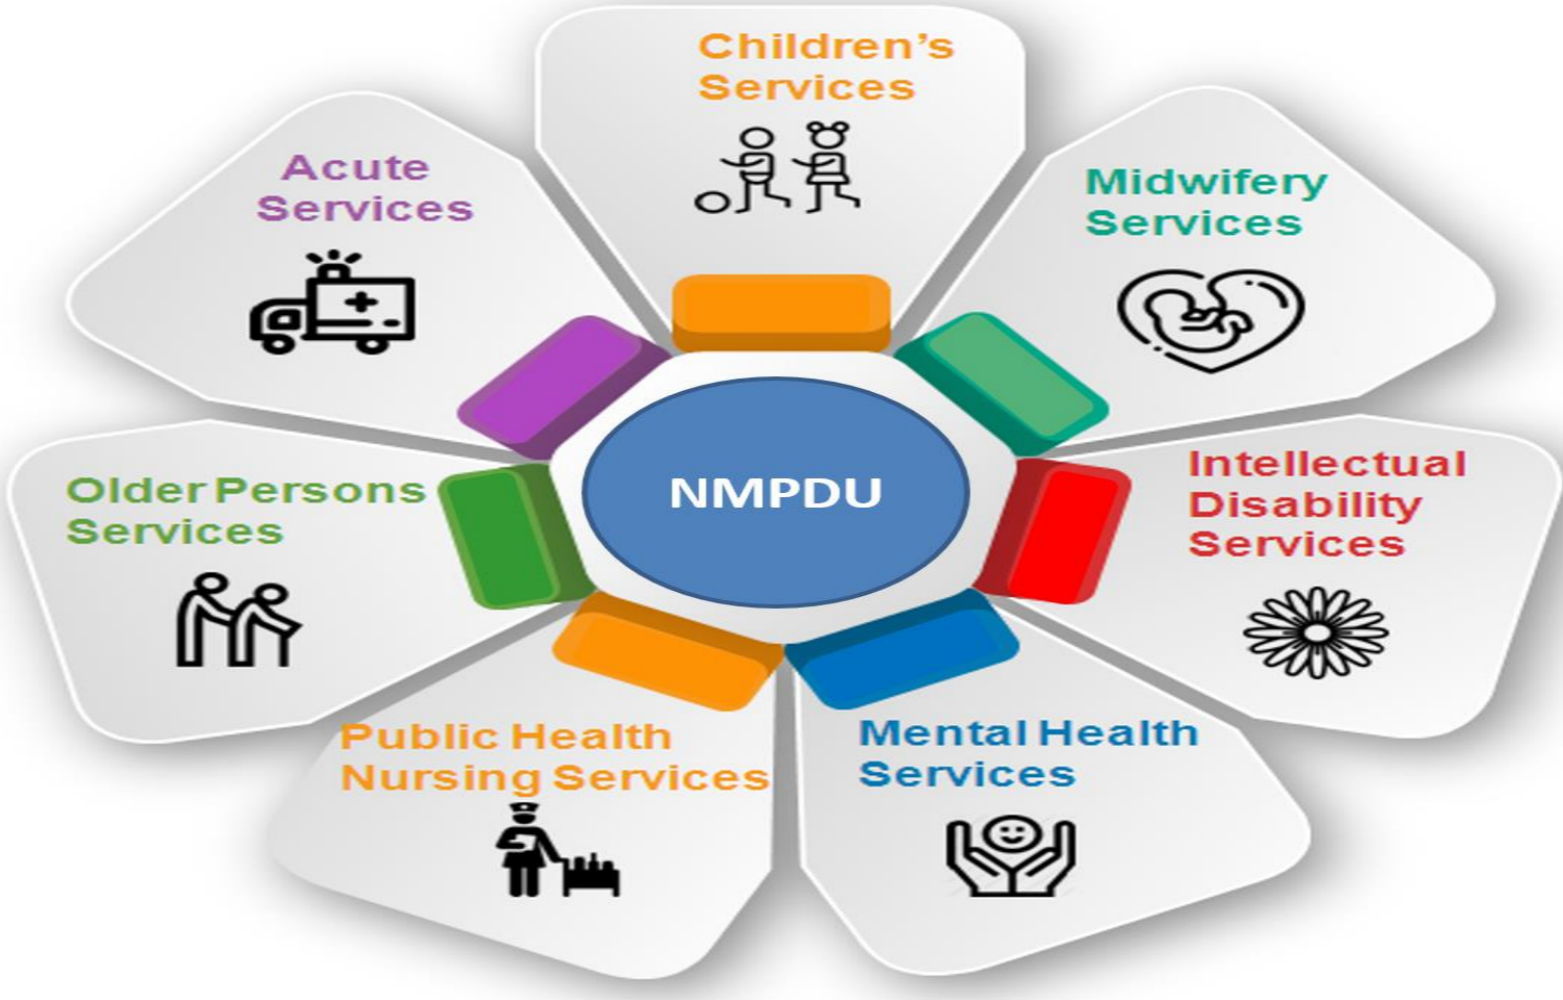 Children’s
Services
Midwifery
Services
Intellectual
Disability
Services
Mental Health
Services
Public Health
Nursing Services
Older Persons
Services
Acute
Services
NMPDU